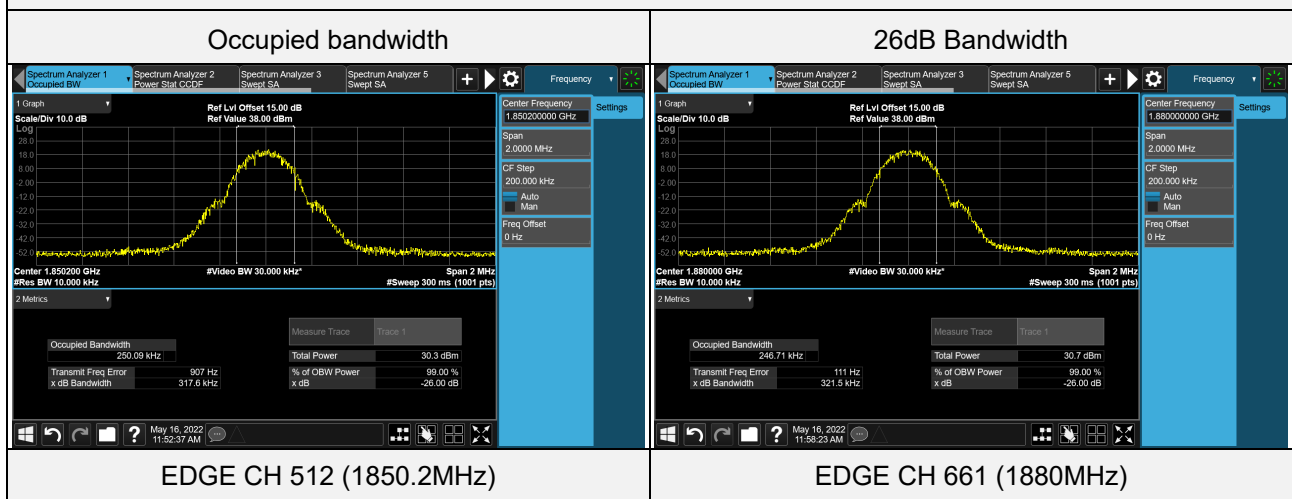 Occupied bandwidth
26dB Bandwidth
Spectrum Analyzer 1
Occupied BW
Spectrum Analyzer 2
Power Stat CCDF
Spectrum Analyzer 3
Swept SA
Spectrum Analyzer 5
Swept SA
+
Frequency
1 Graph
Scale/Div 10.0 dB
Ref Lvl Offset 15.00 dB
Ref Value 38.00 dBm
Log
28.0
18.0
8.00
-2.00
-12.0
-22.0
-32.0
-42.0
-52.0
Center 1.850200 GHz
#Res BW 10.000 kHz
#Video BW 30.000 kHz*
Span 2 MHz
#Sweep 300 ms (1001 pts)
Center Frequency
1.850200000 GHz
Settings
Span
2.0000 MHz
CF Step
200.000 kHz
Auto
Man
Freq Offset
0 Hz
2 Metrics
Measure Trace Trace 1
Occupied Bandwidth
250.09 kHz
Total Power 30.3 dBm
Transmit Freq Error 907 Hz
% of OBW Power 99.00 %
x dB Bandwidth 317.6 kHz
x dB -26.00 dB
?
May 16, 2022
11:52:37 AM
Spectrum Analyzer 1
Occupied BW
Spectrum Analyzer 2
Power Stat CCDF
Spectrum Analyzer 3
Swept SA
Spectrum Analyzer 5
Swept SA
+
Frequency
1 Graph
Scale/Div 10.0 dB
Ref Lvl Offset 15.00 dB
Ref Value 38.00 dBm
Log
28.0
18.0
8.00
-2.00
-12.0
-22.0
-32.0
-42.0
-52.0
Center 1.880000 GHz
#Res BW 10.000 kHz
#Video BW 30.000 kHz*
Span 2 MHz
#Sweep 300 ms (1001 pts)
Center Frequency
1.880000000 GHz
Settings
Span
2.0000 MHz
CF Step
200.000 kHz
Auto
Man
Freq Offset
0 Hz
2 Metrics
Measure Trace Trace 1
Occupied Bandwidth
246.71 kHz
Total Power 30.7 dBm
Transmit Freq Error 111 Hz
% of OBW Power 99.00 %
x dB Bandwidth 321.5 kHz
x dB -26.00 dB
?
May 16, 2022
11:58:23 AM
EDGE CH 512 (1850.2MHz)
EDGE CH 661 (1880MHz)